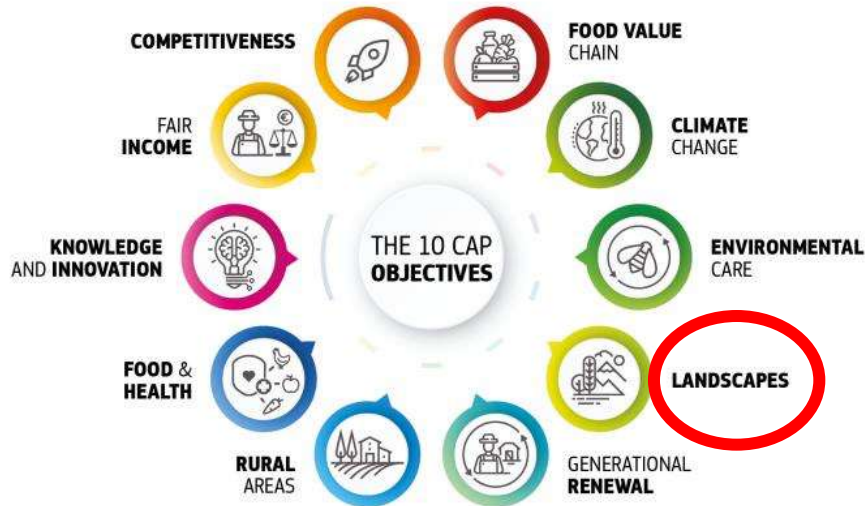 COMPETITIVENESS
FOOD VALUE
CHAIN
FAIR
INCOME
CLIMATE
CHANGE
KNOWLEDGE
AND INNOVATION
THE 10 CAP
OBJECTIVES
ENVIRONMENTAL
CARE
FOOD &
HEALTH
LANDSCAPES
RURAL
AREAS
GENERATIONAL
RENEWAL